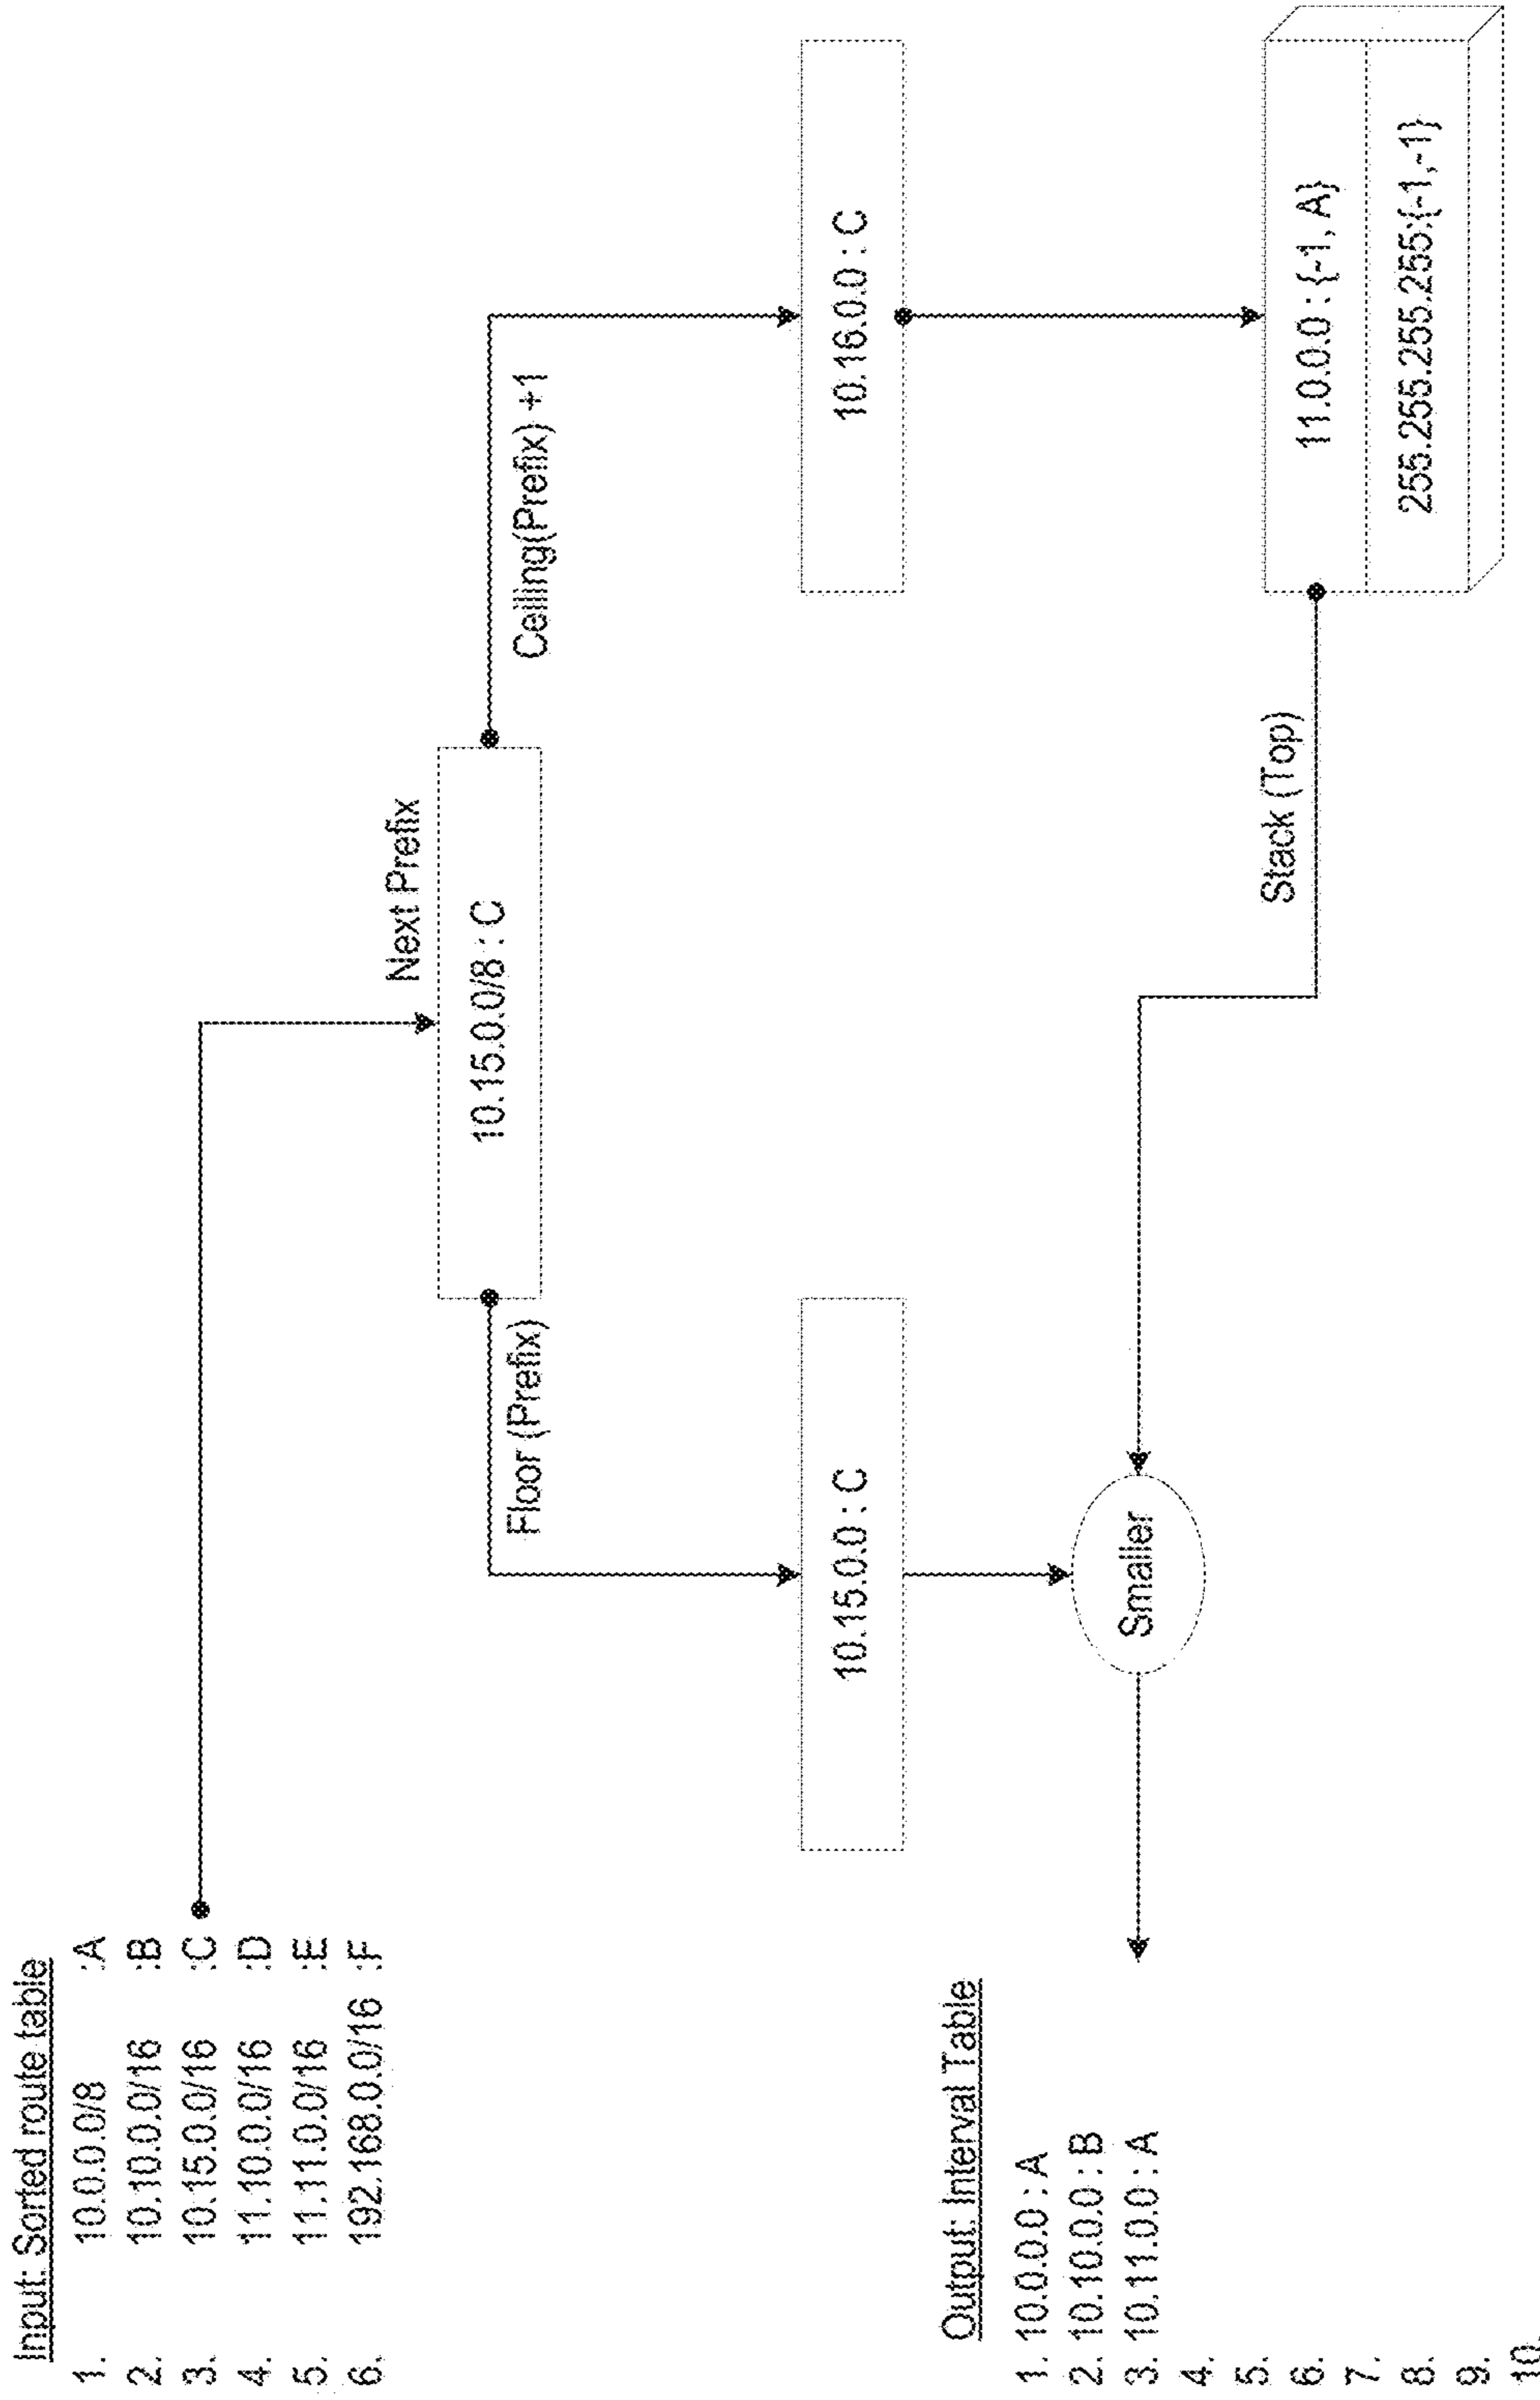 Input: Sorted route table
1. 10.0.0.0/8 :A
2. 10.10.0.0/16 :B
3. 10.15.0.0/16 :C
4. 11.10.0.0/16 :D
5. 11.11.0.0/16 :E
6. 192.168.0.0/16 :F
Next Prefix
10.15.0.0/8 : C
Floor (Prefix)
Ceiling(Prefix) +1
10.15.0.0 : C
10.16.0.0 : C
Smaller
Stack (Top)
11.0.0.0 : {-1, A}
255.255.255.255:{-1,-1}
Output: Interval Table
1. 10.0.0.0 : A
2. 10.10.0.0 : B
3. 10.11.0.0 : A
4.
5.
6.
7.
8.
9.
10.